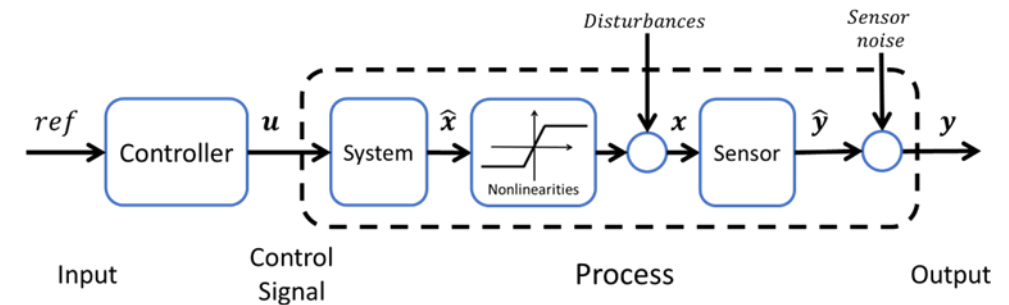 Disturbances
Sensor
noise
ref
Controller
u
System
x̂
Nonlinearities
x
Sensor
ŷ
y
Input
Control
Signal
Process
Output